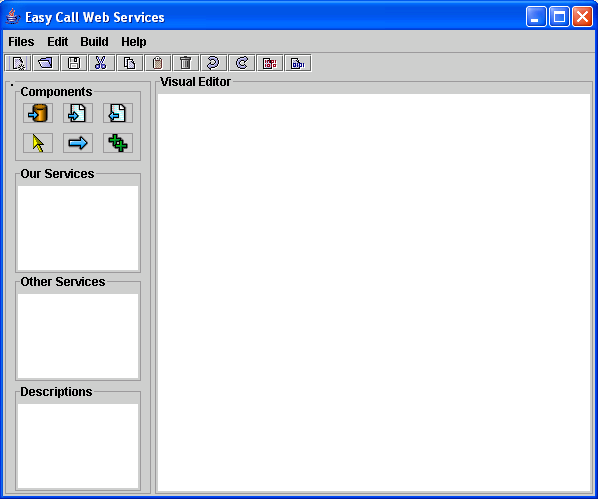 Easy Call Web Services
Files Edit Build Help
Components
Visual Editor
Our Services
Other Services
Descriptions